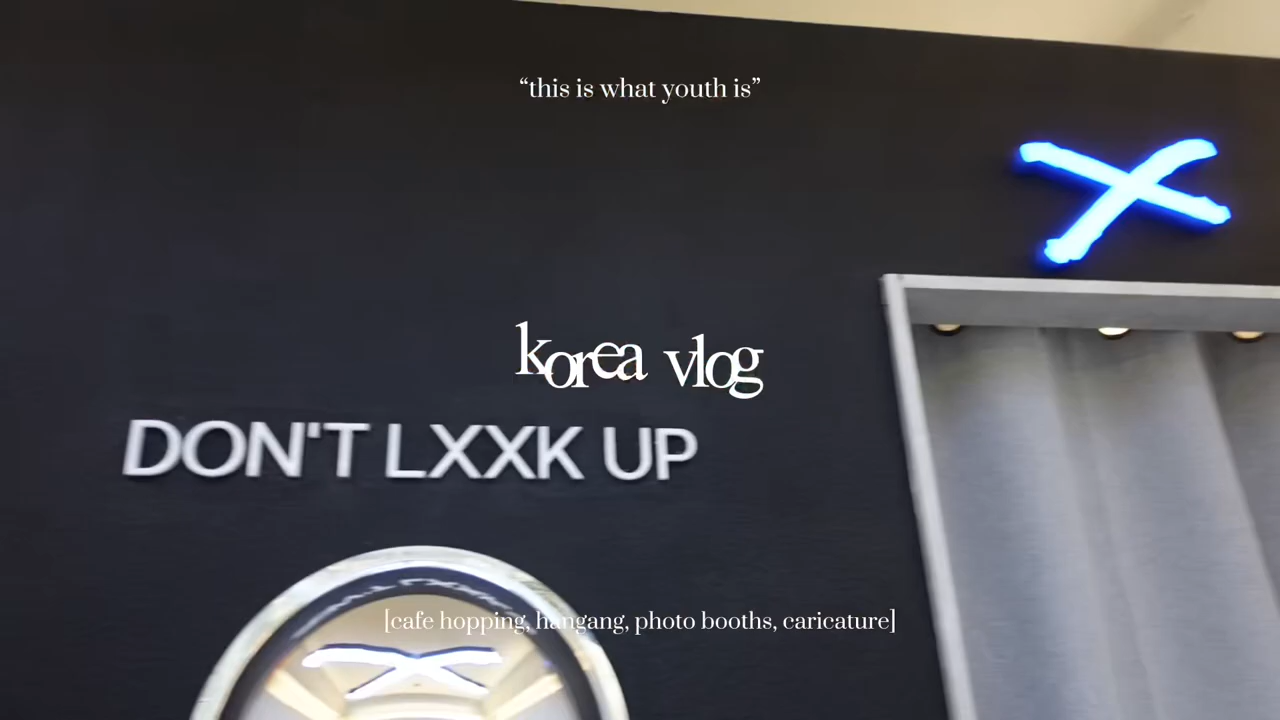 “this is what youth is”
korea vlog
DON'T LXXK UP
[cafe hopping, hangang, photo booths, caricature]